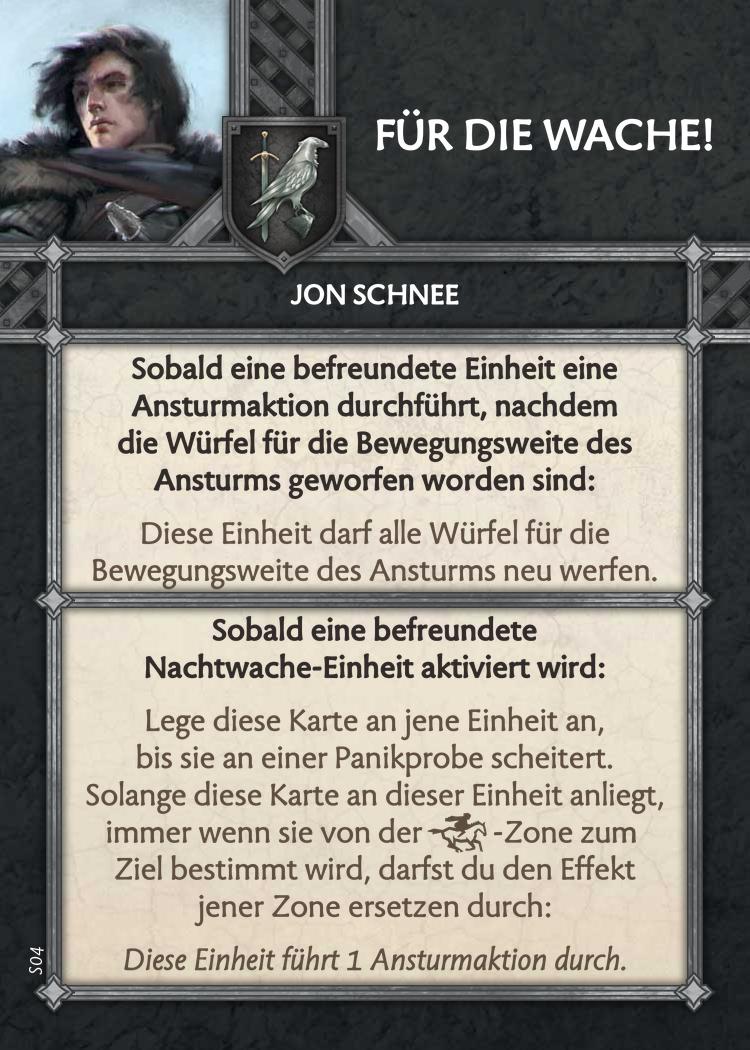 FÜR DIE WACHE!
JON SCHNEE
Sobald eine befreundete Einheit eine
Ansturmaktion durchführt, nachdem
die Würfel für die Bewegungsweite des
Ansturms geworfen worden sind:
Diese Einheit darf alle Würfel für die
Bewegungsweite des Ansturms neu werfen.
Sobald eine befreundete
Nachtwache-Einheit aktiviert wird:
Lege diese Karte an jene Einheit an,
bis sie an einer Panikprobe scheitert.
Solange diese Karte an dieser Einheit anliegt,
immer wenn sie von der -Zone zum
Ziel bestimmt wird, darfst du den Effekt
jener Zone ersetzen durch:
Diese Einheit führt 1 Ansturmaktion durch.
S04